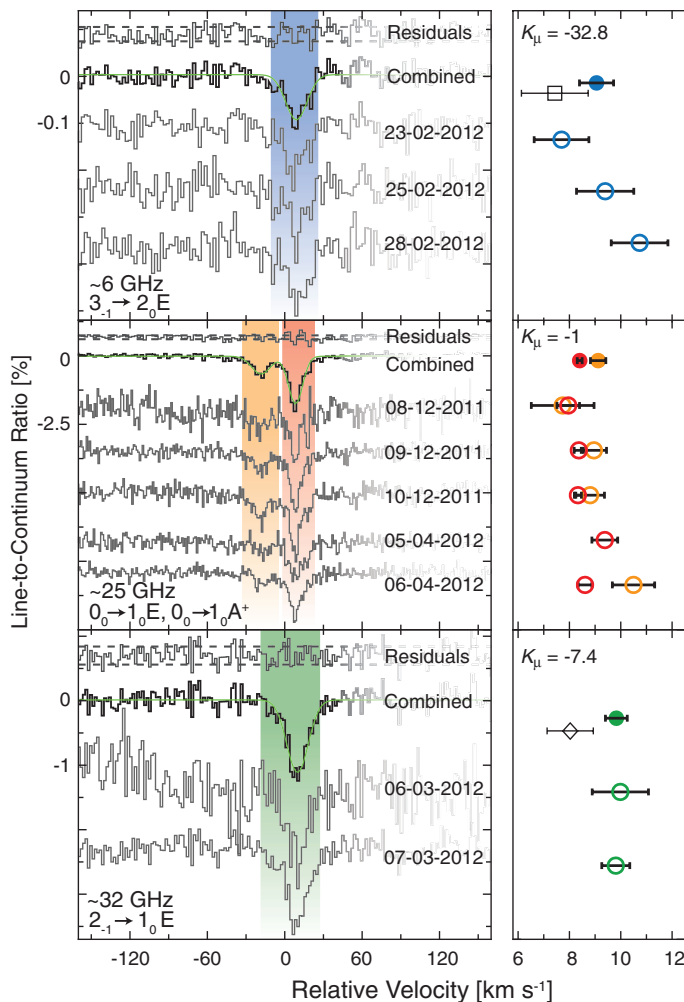 Residuals
K_μ = -32.8
0
Combined
-0.1
23-02-2012
25-02-2012
28-02-2012
~6 GHz
3₋₁→ 2₀E
Residuals
K_μ = -1
0
Combined
08-12-2011
-2.5
09-12-2011
10-12-2011
05-04-2012
06-04-2012
~25 GHz
0₀→1₀E, 0₀→1₀A⁺
Residuals
K_μ = -7.4
0
Combined
-1
06-03-2012
07-03-2012
~32 GHz
2₋₁→ 1₀E
Line-to-Continuum Ratio [%]
-120 -60 0 60 120
6 8 10 12
Relative Velocity [km s⁻¹]